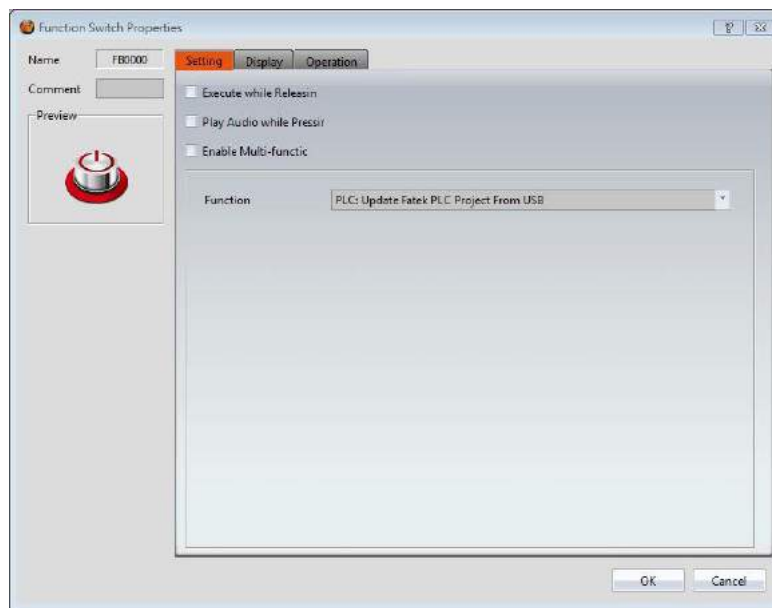 Function Switch Properties
Name FB0000
Comment
Preview
Setting Display Operation
Execute while Releasin
Play Audio while Pressir
Enable Multi-functic
Function PLC: Update Fatek PLC Project From USB
OK Cancel